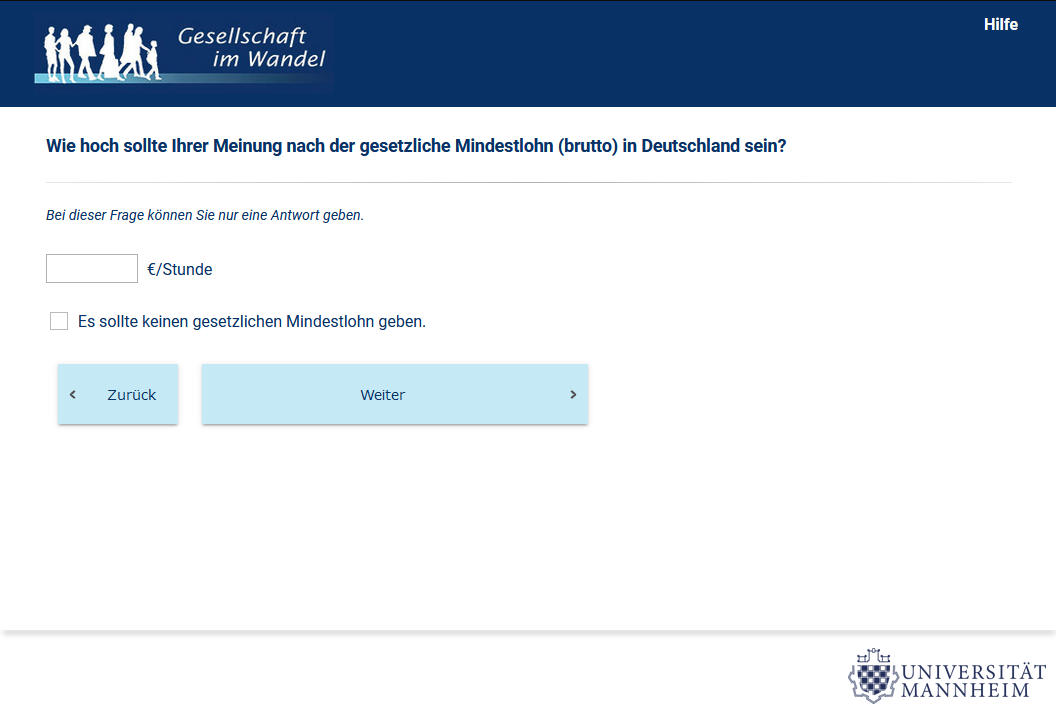 Gesellschaft
im Wandel
Hilfe
Wie hoch sollte Ihrer Meinung nach der gesetzliche Mindestlohn (brutto) in Deutschland sein?
Bei dieser Frage können Sie nur eine Antwort geben.
€/Stunde
Es sollte keinen gesetzlichen Mindestlohn geben.
Zurück
Weiter
UNIVERSITÄT
MANNHEIM